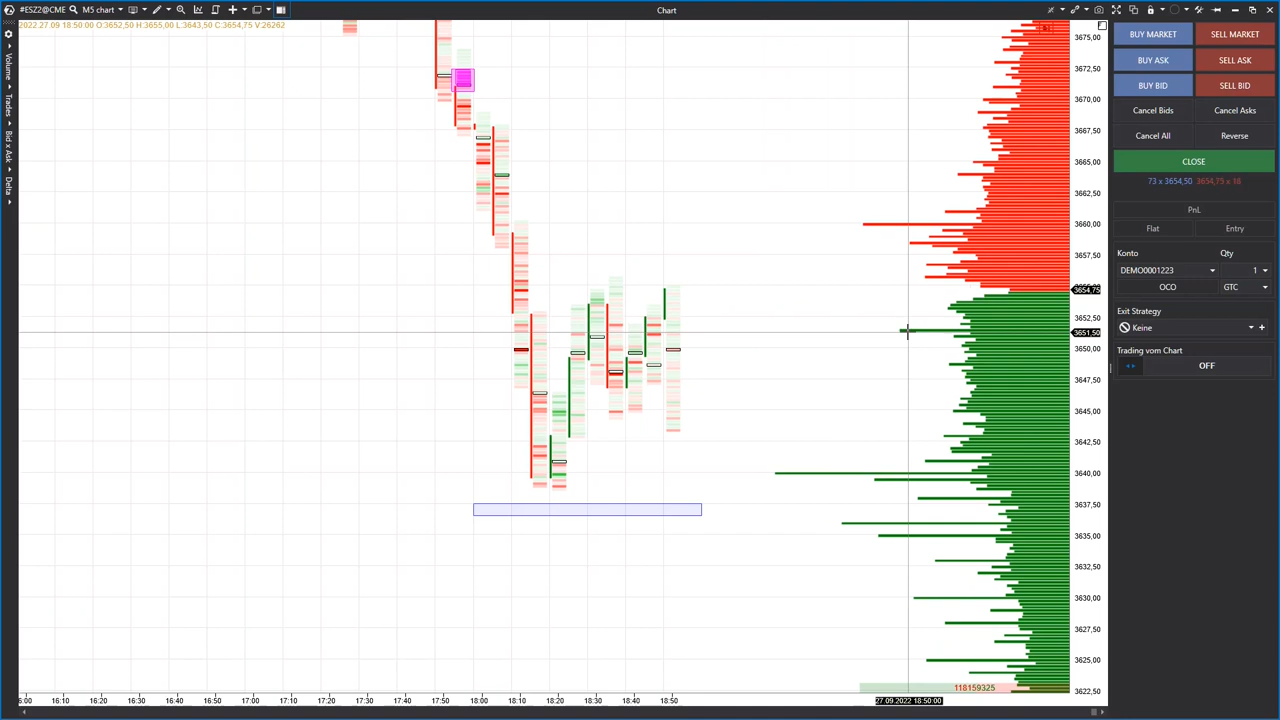 #ESZ2@CME M5 chart Chart
2022.27.09 18:50:00 O:3652,50 H:3655,00 L:3643,50 C:3654,75 V:26262
Volume
Trades
Bid x Ask
Delta
3675,00
3672,50
3670,00
3667,50
3665,00
3662,50
3660,00
3657,50
3654,75
3652,50
3650,00
3647,50
3645,00
3642,50
3640,00
3637,50
3635,00
3632,50
3630,00
3627,50
3625,00
3622,50
118159325
16:10 16:20 16:30 16:40 16:50 17:00 17:10 17:20 17:30 17:40 17:50 18:00 18:10 18:20 18:30 18:40 18:50
27.09.2022 18:50:00
BUY MARKET SELL MARKET
BUY ASK SELL ASK
BUY BID SELL BID
Cancel Bids Cancel Asks
Cancel All Reverse
CLOSE
73 x 3654,50 3654,75 x 18
PnL
Flat Entry
Konto Qty
DEMO0001223 1
OCO GTC
Exit Strategy
Keine
Trading vom Chart
OFF